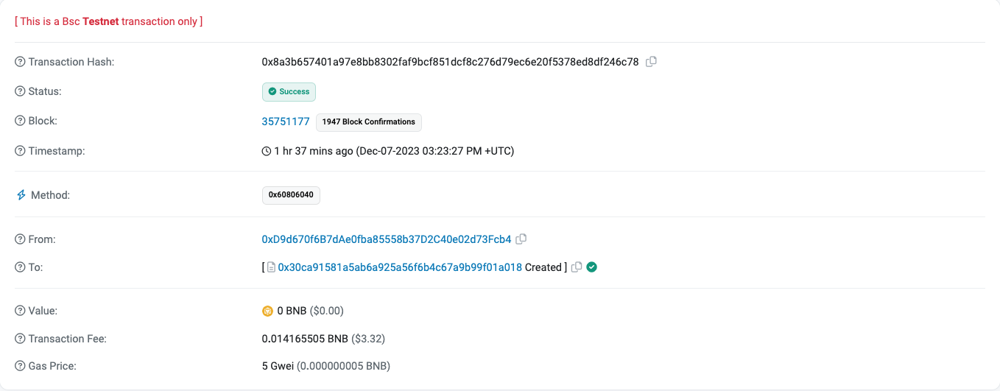 [ This is a Bsc Testnet transaction only ]
Transaction Hash: 0x8a3b657401a97e8bb8302faf9bcf851dcf8c276d79ec6e20f5378ed8df246c78
Status: Success
Block: 35751177 1947 Block Confirmations
Timestamp: 1 hr 37 mins ago (Dec-07-2023 03:23:27 PM +UTC)
Method: 0x60806040
From: 0xD9d670f6B7dAe0fba85558b37D2C40e02d73Fcb4
To: [ 0x30ca91581a5ab6a925a56f6b4c67a9b99f01a018 Created ]
Value: 0 BNB ($0.00)
Transaction Fee: 0.014165505 BNB ($3.32)
Gas Price: 5 Gwei (0.000000005 BNB)